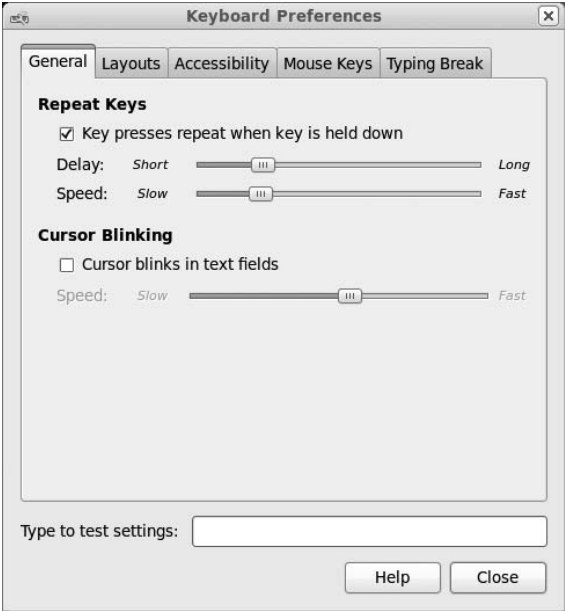 Keyboard Preferences
General Layouts Accessibility Mouse Keys Typing Break
Repeat Keys
Key presses repeat when key is held down
Delay: Short Long
Speed: Slow Fast
Cursor Blinking
Cursor blinks in text fields
Speed: Slow Fast
Type to test settings:
Help Close